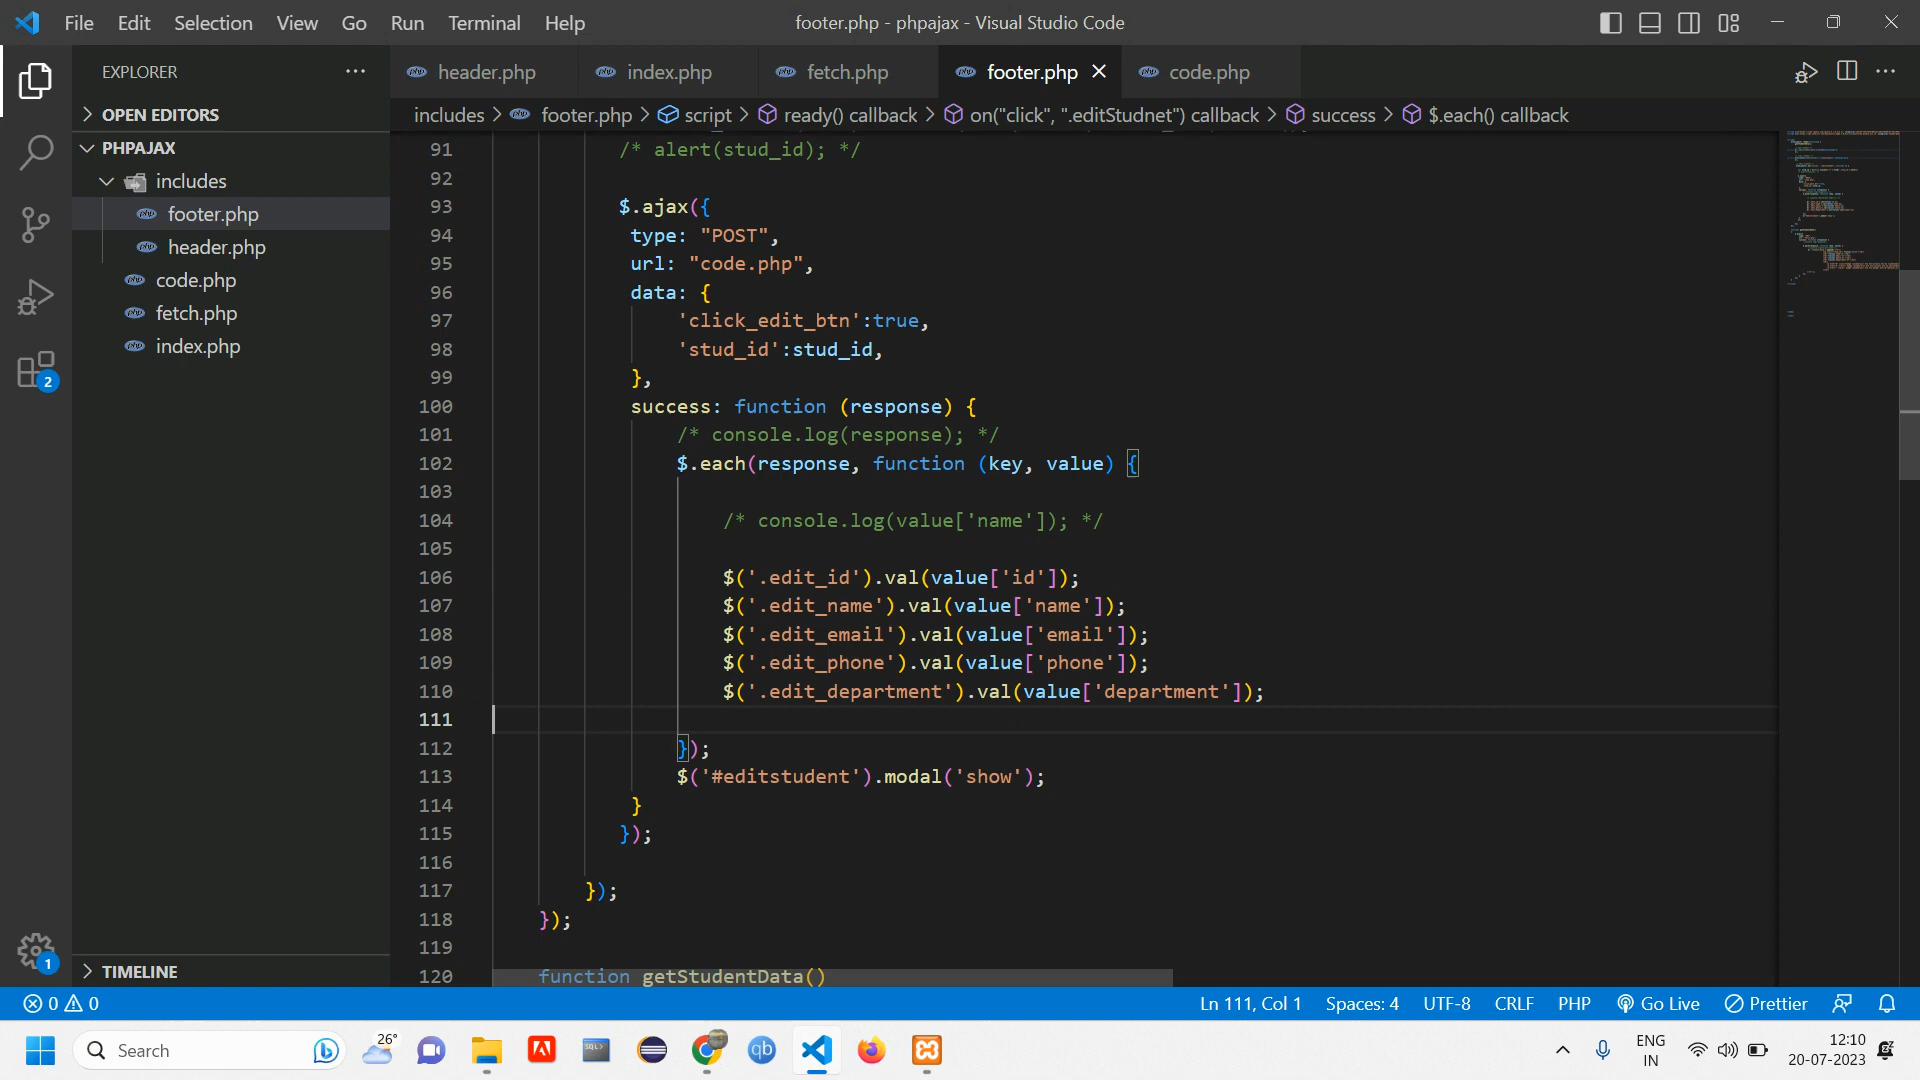 File Edit Selection View Go Run Terminal Help footer.php - phpajax - Visual Studio Code
EXPLORER
header.php index.php fetch.php footer.php code.php
OPEN EDITORS
includes > footer.php > script > ready() callback > on("click", ".editStudnet") callback > success > $.each() callback
PHPAJAX
includes
footer.php
header.php
code.php
fetch.php
index.php
2
91 /* alert(stud_id); */
92
93 $.ajax({
94 type: "POST",
95 url: "code.php",
96 data: {
97 'click_edit_btn':true,
98 'stud_id':stud_id,
99 },
100 success: function (response) {
101 /* console.log(response); */
102 $.each(response, function (key, value) {
103
104 /* console.log(value['name']); */
105
106 $('.edit_id').val(value['id']);
107 $('.edit_name').val(value['name']);
108 $('.edit_email').val(value['email']);
109 $('.edit_phone').val(value['phone']);
110 $('.edit_department').val(value['department']);
111
112 });
113 $('#editstudent').modal('show');
114 }
115 });
116
117 });
118 });
119
120 function getStudentData()
1
TIMELINE
0 0 Ln 111, Col 1 Spaces: 4 UTF-8 CRLF PHP Go Live Prettier
Search 26° SQL> qb ENG 12:10
IN 20-07-2023